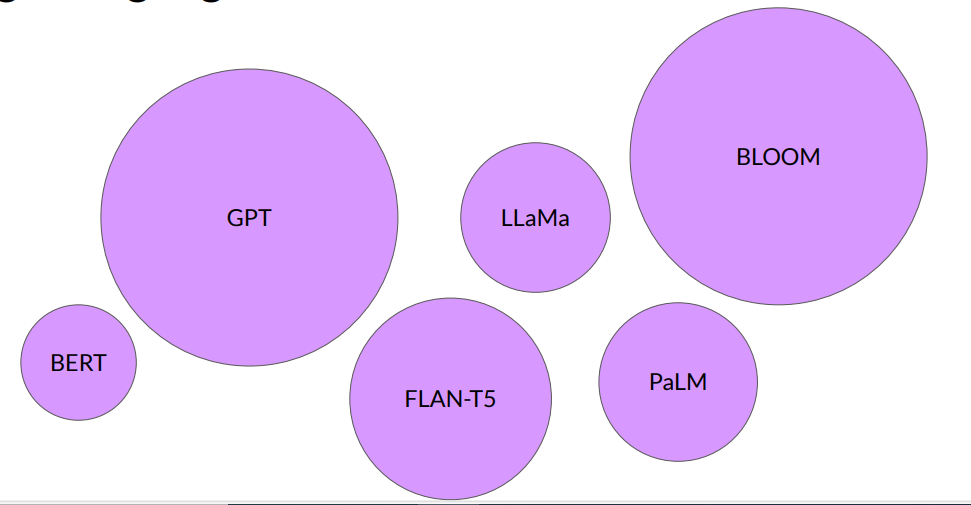 GPT
LLaMa
BLOOM
BERT
FLAN-T5
PaLM